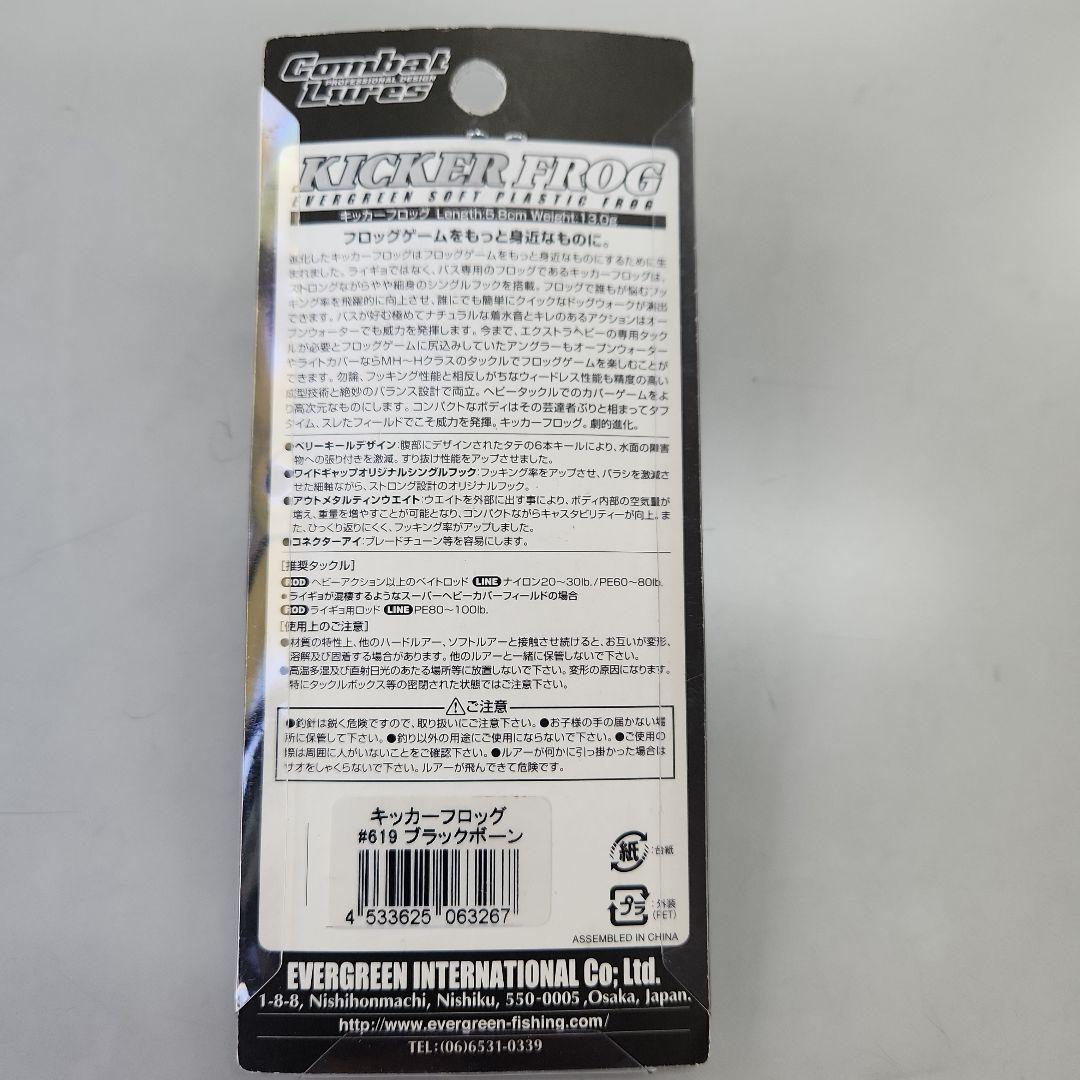 Combat
PROFESSIONAL DESIGN
Lures
KICKER FROG
EVERGREEN SOFT PLASTIC FROG
キッカーフロッグ Length:5.8cm Weight:13.0g
フロッグゲームをもっと身近なものに。
進化したキッカーフロッグはフロッグゲームをもっと身近なものにするために生
まれました。ライギョではなく、バス専用のフロッグであるキッカーフロッグは、
ストロングながらやや細身のシングルフックを搭載。フロッグで誰もが悩むフッ
キング率を飛躍的に向上させ、誰にでも簡単にクイックなドッグウォークが演出
できます。バスが好む極めてナチュラルな着水音とキレのあるアクションはオー
プンウォーターでも威力を発揮します。今まで、エクストラヘビーの専用タック
ルが必要とフロッグゲームに尻込みしていたアングラーもオープンウォーター
やライトカバーならMH～Hクラスのタックルでフロッグゲームを楽しむことが
できます。勿論、フッキング性能と相反しがちなウィードレス性能も精度の高い
成型技術と絶妙のバランス設計で両立。ヘビータックルでのカバーゲームをよ
り高次元なものにします。コンパクトなボディはその芸達者ぶりと相まってタフ
タイム、スレたフィールドでこそ威力を発揮。キッカーフロッグ。劇的進化。
●ベリーキールデザイン:腹部にデザインされたタテの6本キールにより、水面の障害
物への張り付きを激減。すり抜け性能をアップさせました。
●ワイドギャップオリジナルシングルフック:フッキング率をアップさせ、バラシを激減さ
せた細軸ながら、ストロング設計のオリジナルフック。
●アウトメタルティンウエイト:ウエイトを外部に出す事により、ボディ内部の空気量が
増え、重量を増やすことが可能となり、コンパクトながらキャスタビリティーが向上。ま
た、ひっくり返りにくく、フッキング率がアップしました。
●コネクターアイ:ブレードチューン等を容易にします。
[推奨タックル]
ROD ヘビーアクション以上のベイトロッド LINE ナイロン20～30lb./PE60～80lb.
•ライギョが混棲するようなスーパーヘビーカバーフィールドの場合
ROD ライギョ用ロッド LINE PE80～100lb.
[使用上のご注意]
●材質の特性上、他のハードルアー、ソフトルアーと接触させ続けると、お互いが変形、
溶解及び固着する場合があります。他のルアーと一緒に保管しないで下さい。
●高温多湿及び直射日光のあたる場所等に放置しないで下さい。変形の原因になります。
特にタックルボックス等の密閉された状態ではご注意下さい。
⚠ご注意
●釣針は鋭く危険ですので、取り扱いにご注意下さい。●お子様の手の届かない場
所に保管して下さい。●釣り以外の用途にご使用にならないで下さい。●ご使用の
際は周囲に人がいないことをご確認下さい。●ルアーが何かに引っ掛かった場合は
サオをしゃくらないで下さい。ルアーが飛んできて危険です。
キッカーフロッグ
#619 ブラックボーン
4 533625 063267
紙 :台紙
プラ :外装
(PET)
ASSEMBLED IN CHINA
EVERGREEN INTERNATIONAL Co; Ltd.
1-8-8, Nishihonmachi, Nishiku, 550-0005 ,Osaka, Japan.
http://www.evergreen-fishing.com/
TEL:(06)6531-0339